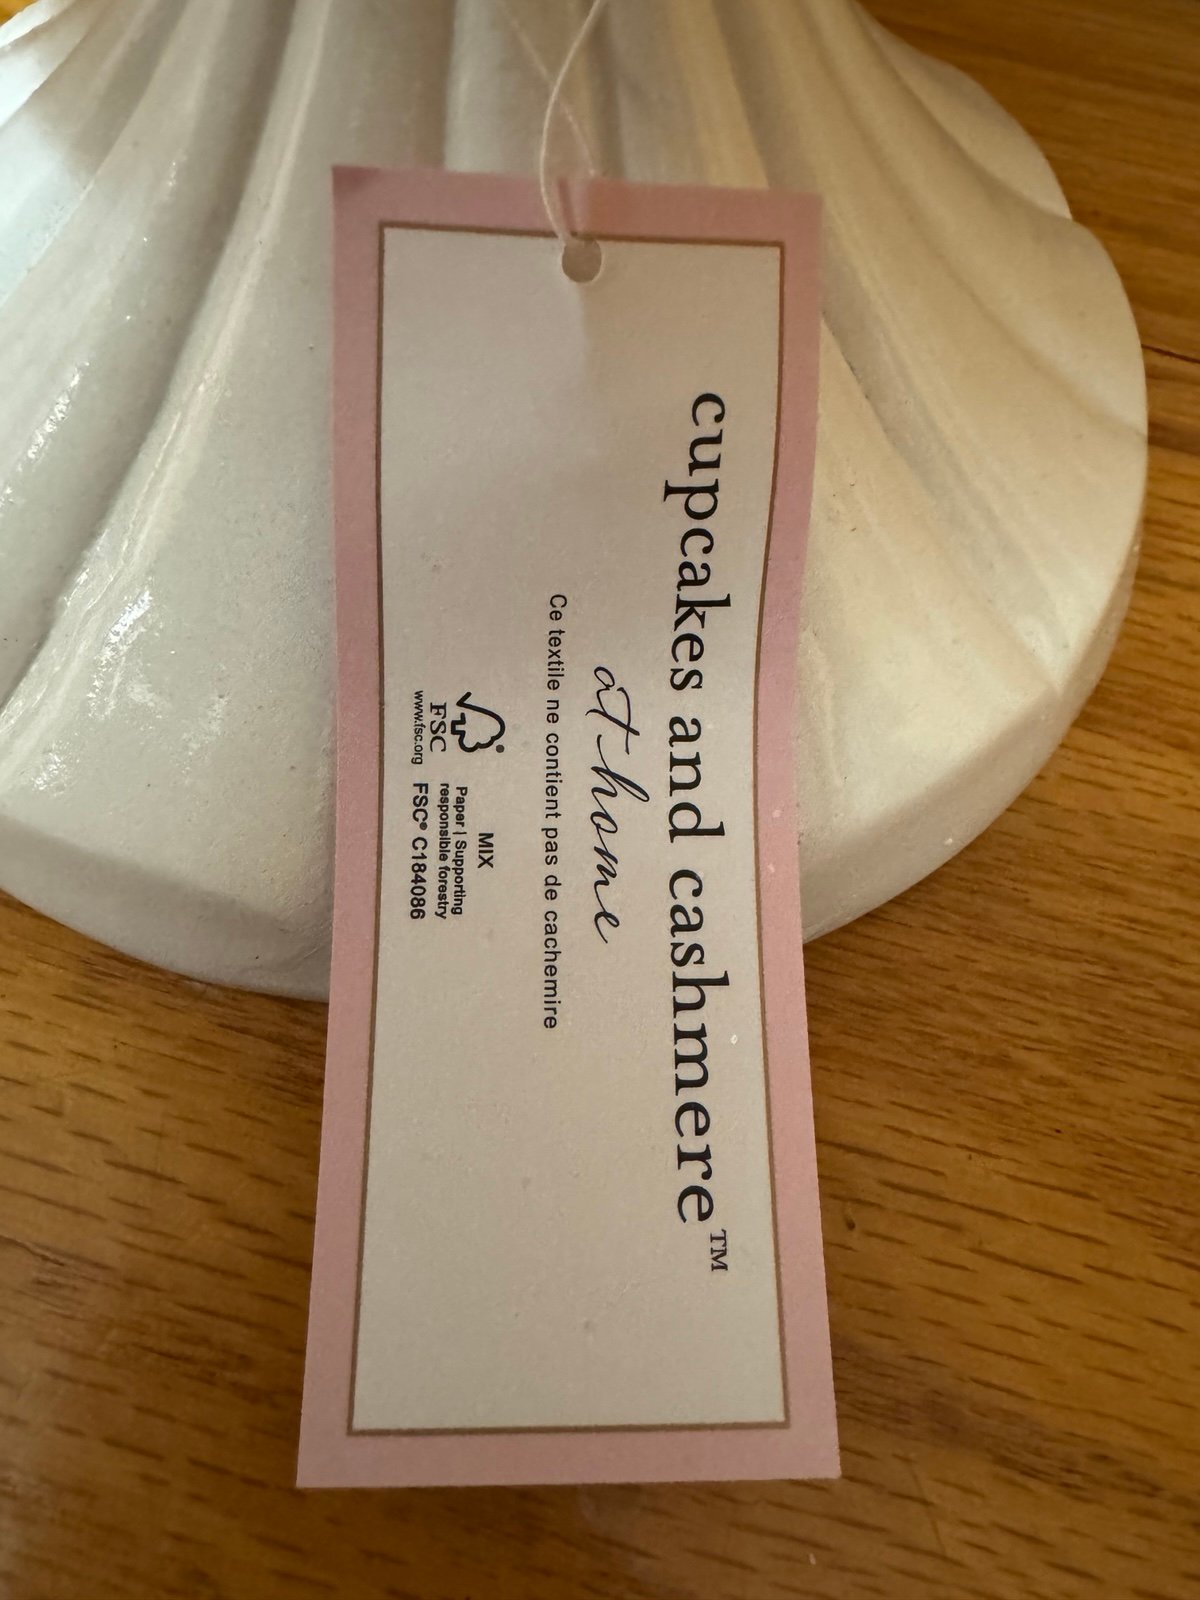 cupcakes and cashmere™
at home
Ce textile ne contient pas de cachemire
®
FSC
www.fsc.org
MIX
Paper | Supporting
responsible forestry
FSC® C184086